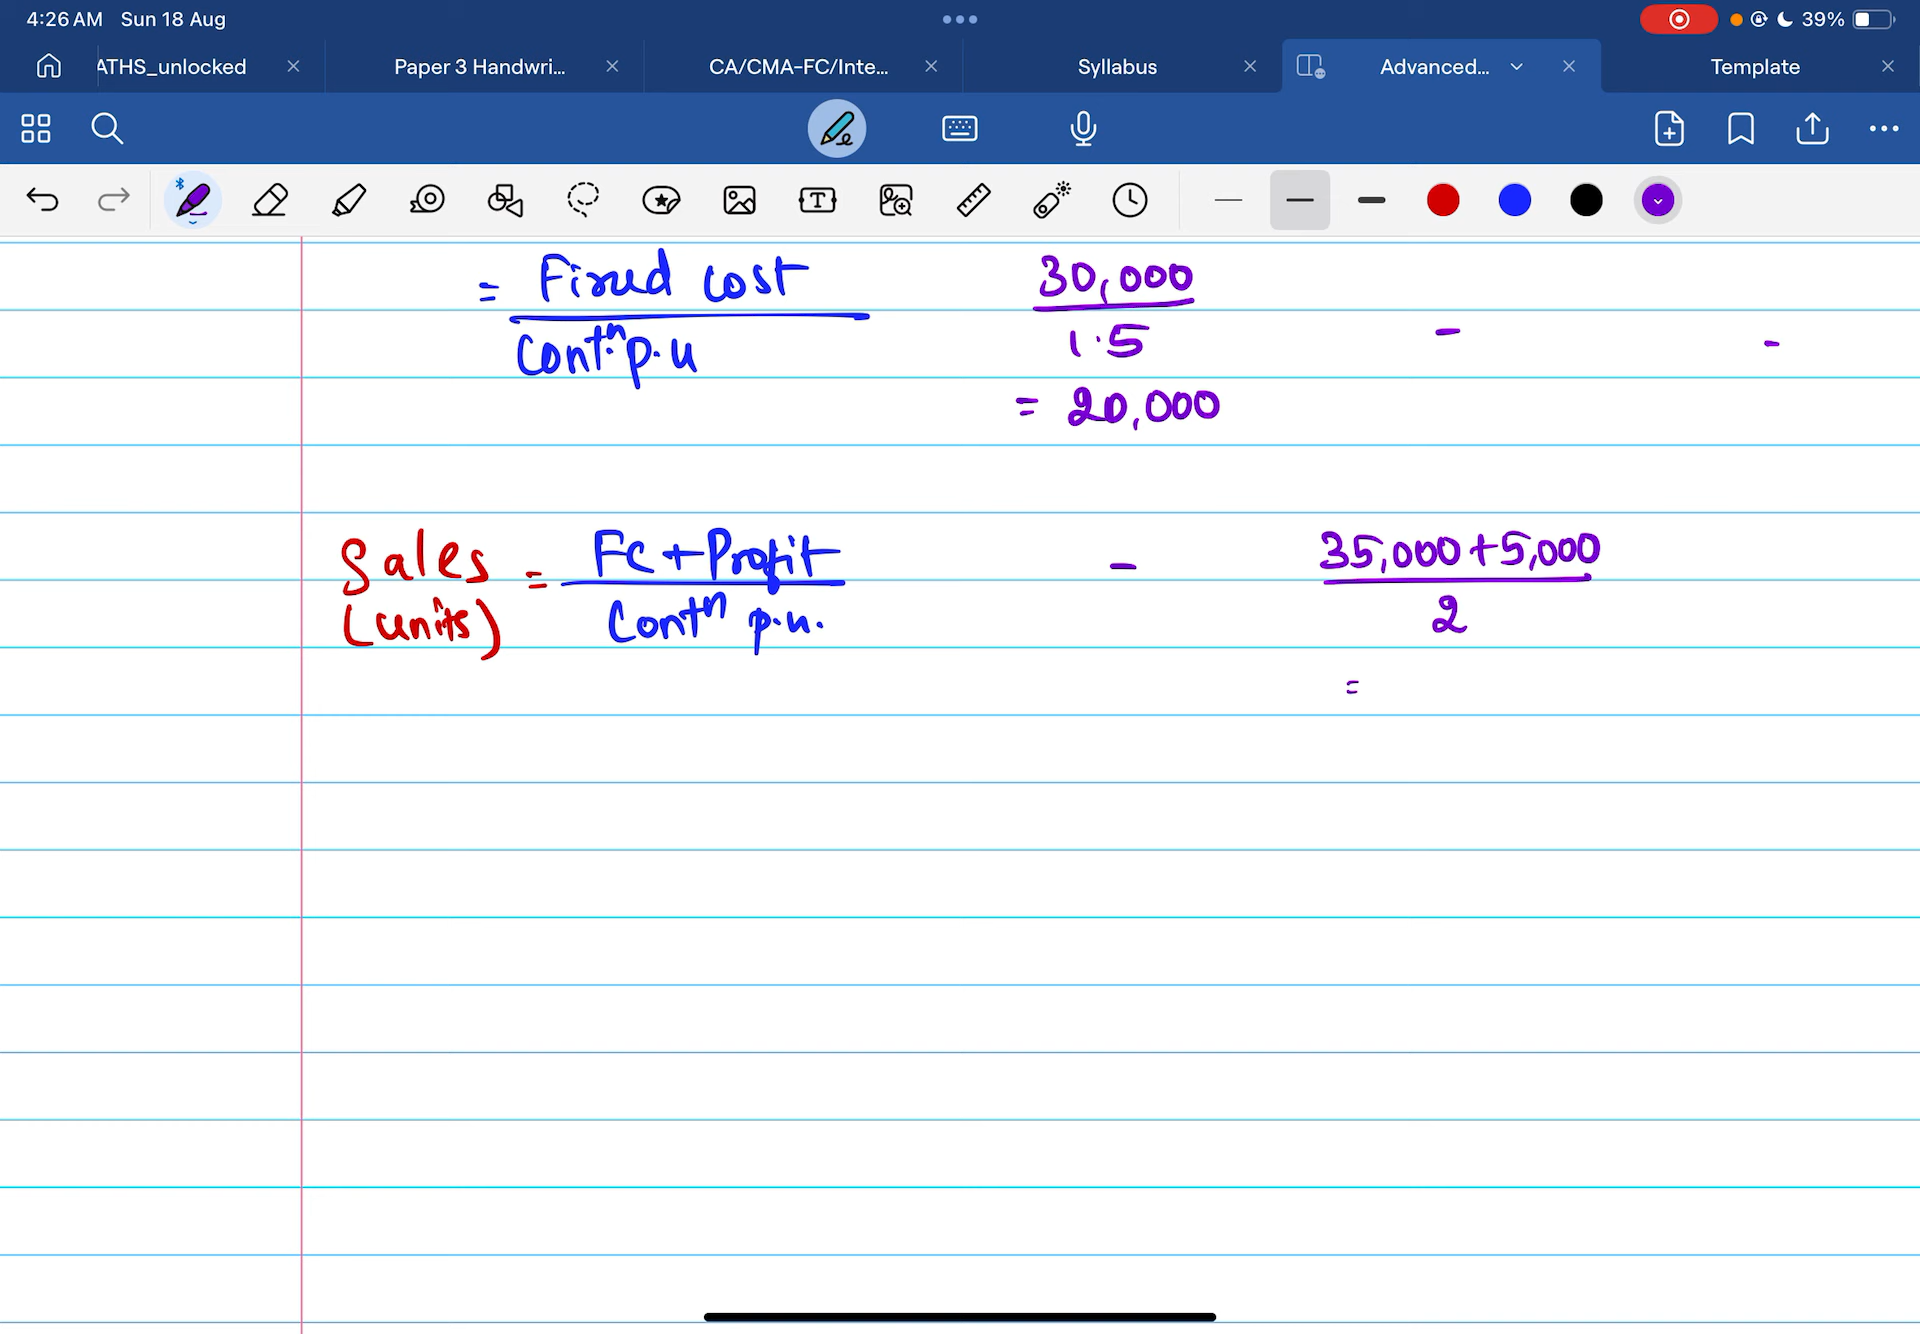 4:26 AM Sun 18 Aug
39%
ATHS_unlocked
Paper 3 Handwri...
CA/CMA-FC/Inte...
Syllabus
Advanced...
Template
= Fixed cost 30,000
Contⁿ p.u 1.5 - -
= 20,000
Sales = FC + Profit - 35,000+5,000
(units) Contⁿ p.u. 2
=